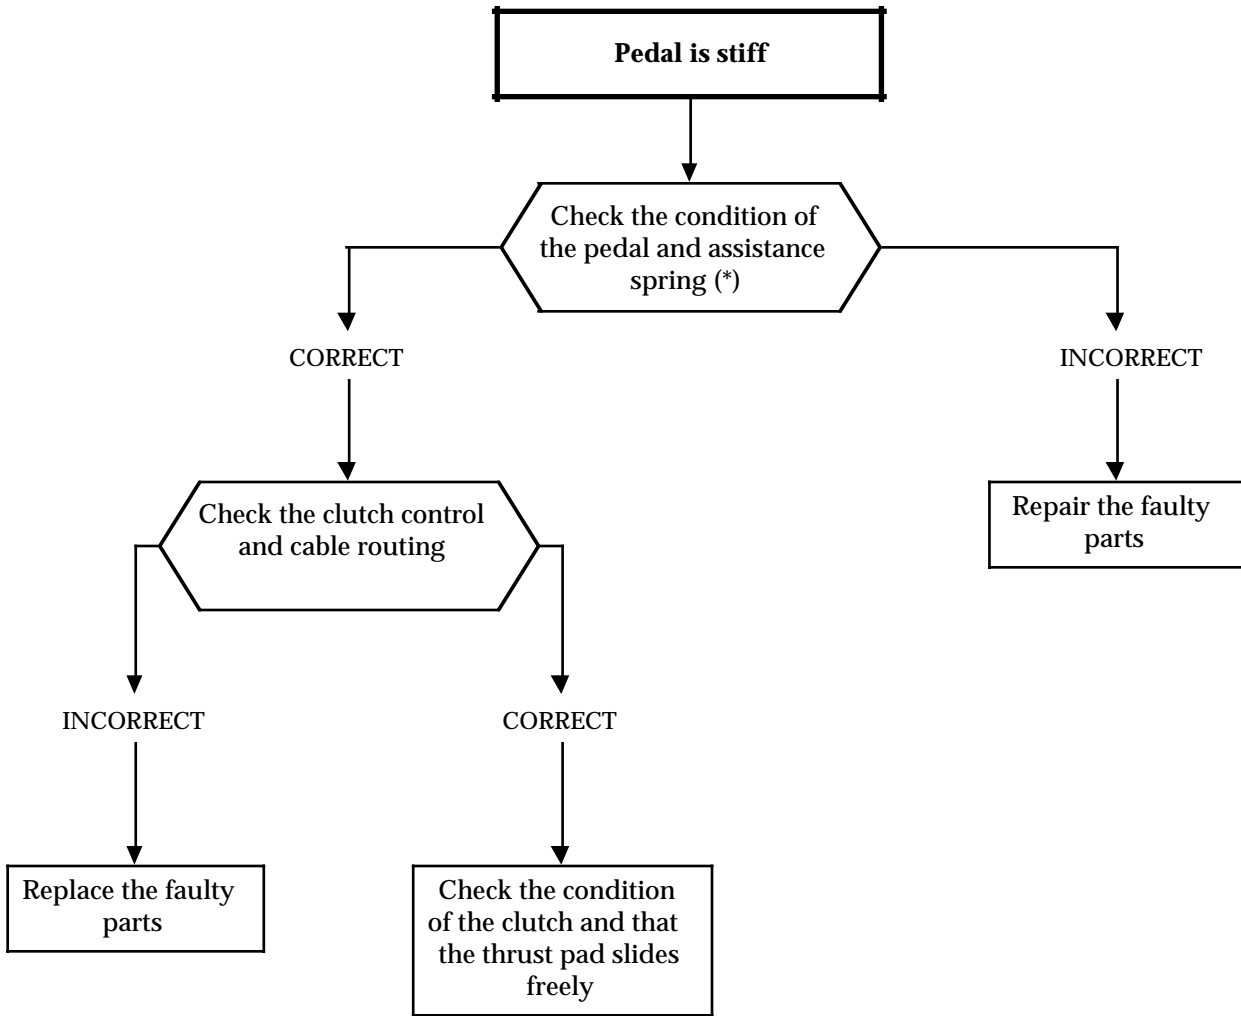 Pedal is stiff
Check the condition of
the pedal and assistance
spring (*)
CORRECT
INCORRECT
Check the clutch control
and cable routing
Repair the faulty
parts
INCORRECT
CORRECT
Replace the faulty
parts
Check the condition
of the clutch and that
the thrust pad slides
freely